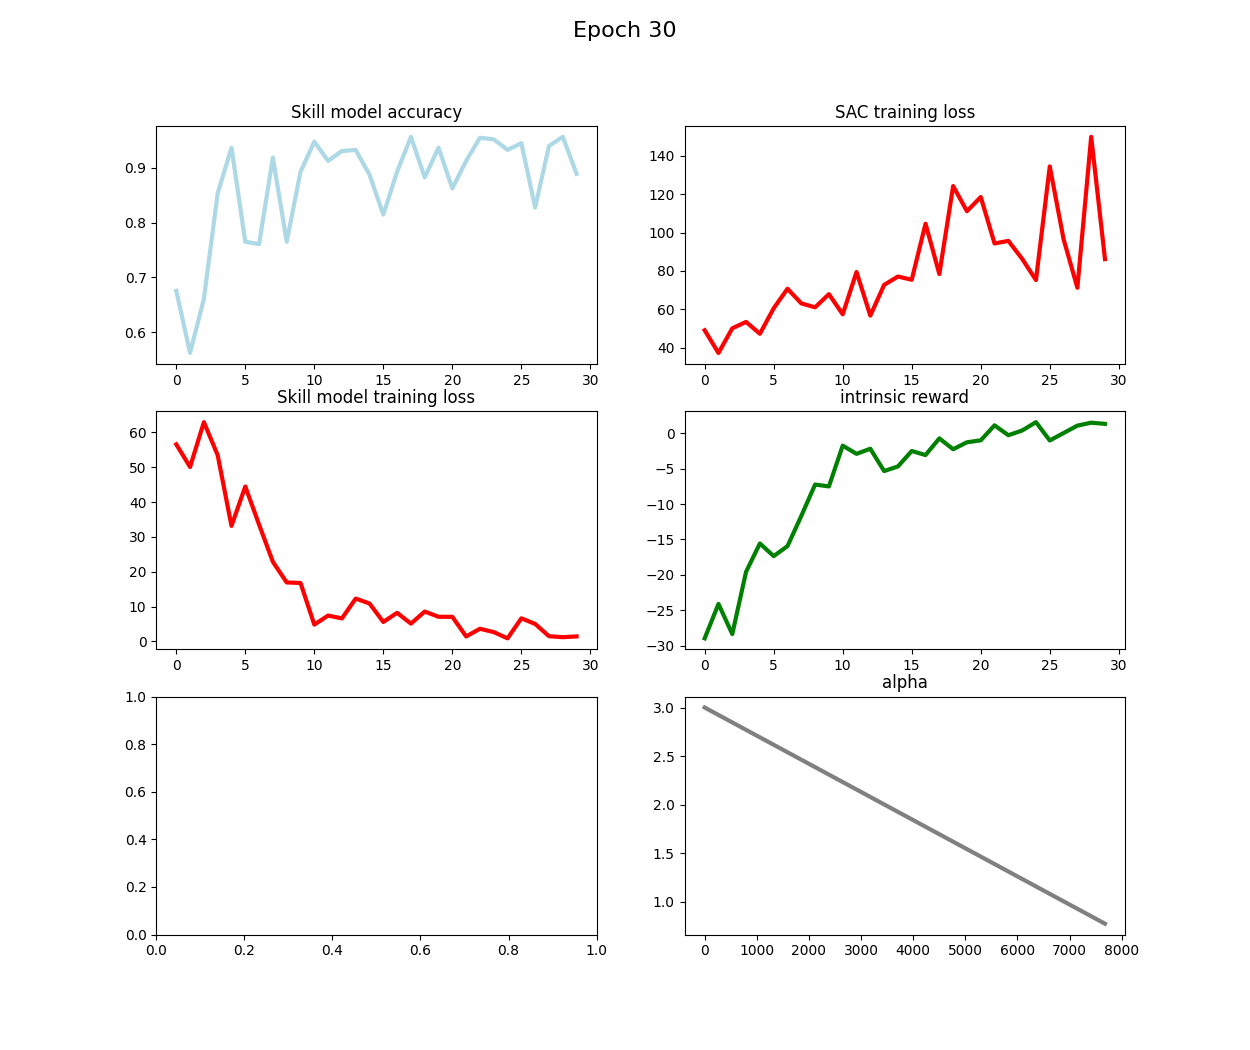 Epoch 30
Skill model accuracy
0.9
0.8
0.7
0.6
0 5 10 15 20 25 30
SAC training loss
140
120
100
80
60
40
0 5 10 15 20 25 30
Skill model training loss
60
50
40
30
20
10
0
0 5 10 15 20 25 30
intrinsic reward
0
−5
−10
−15
−20
−25
−30
0 5 10 15 20 25 30
1.0
0.8
0.6
0.4
0.2
0.0
0.0 0.2 0.4 0.6 0.8 1.0
alpha
3.0
2.5
2.0
1.5
1.0
0 1000 2000 3000 4000 5000 6000 7000 8000